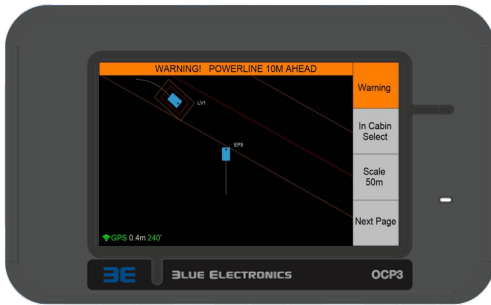 WARNING! POWERLINE 10M AHEAD
Warning
LV1
In Cabin
Select
EPS
Scale
50m
Next Page
GPS 0.4m 240°
BE BLUE ELECTRONICS OCP3